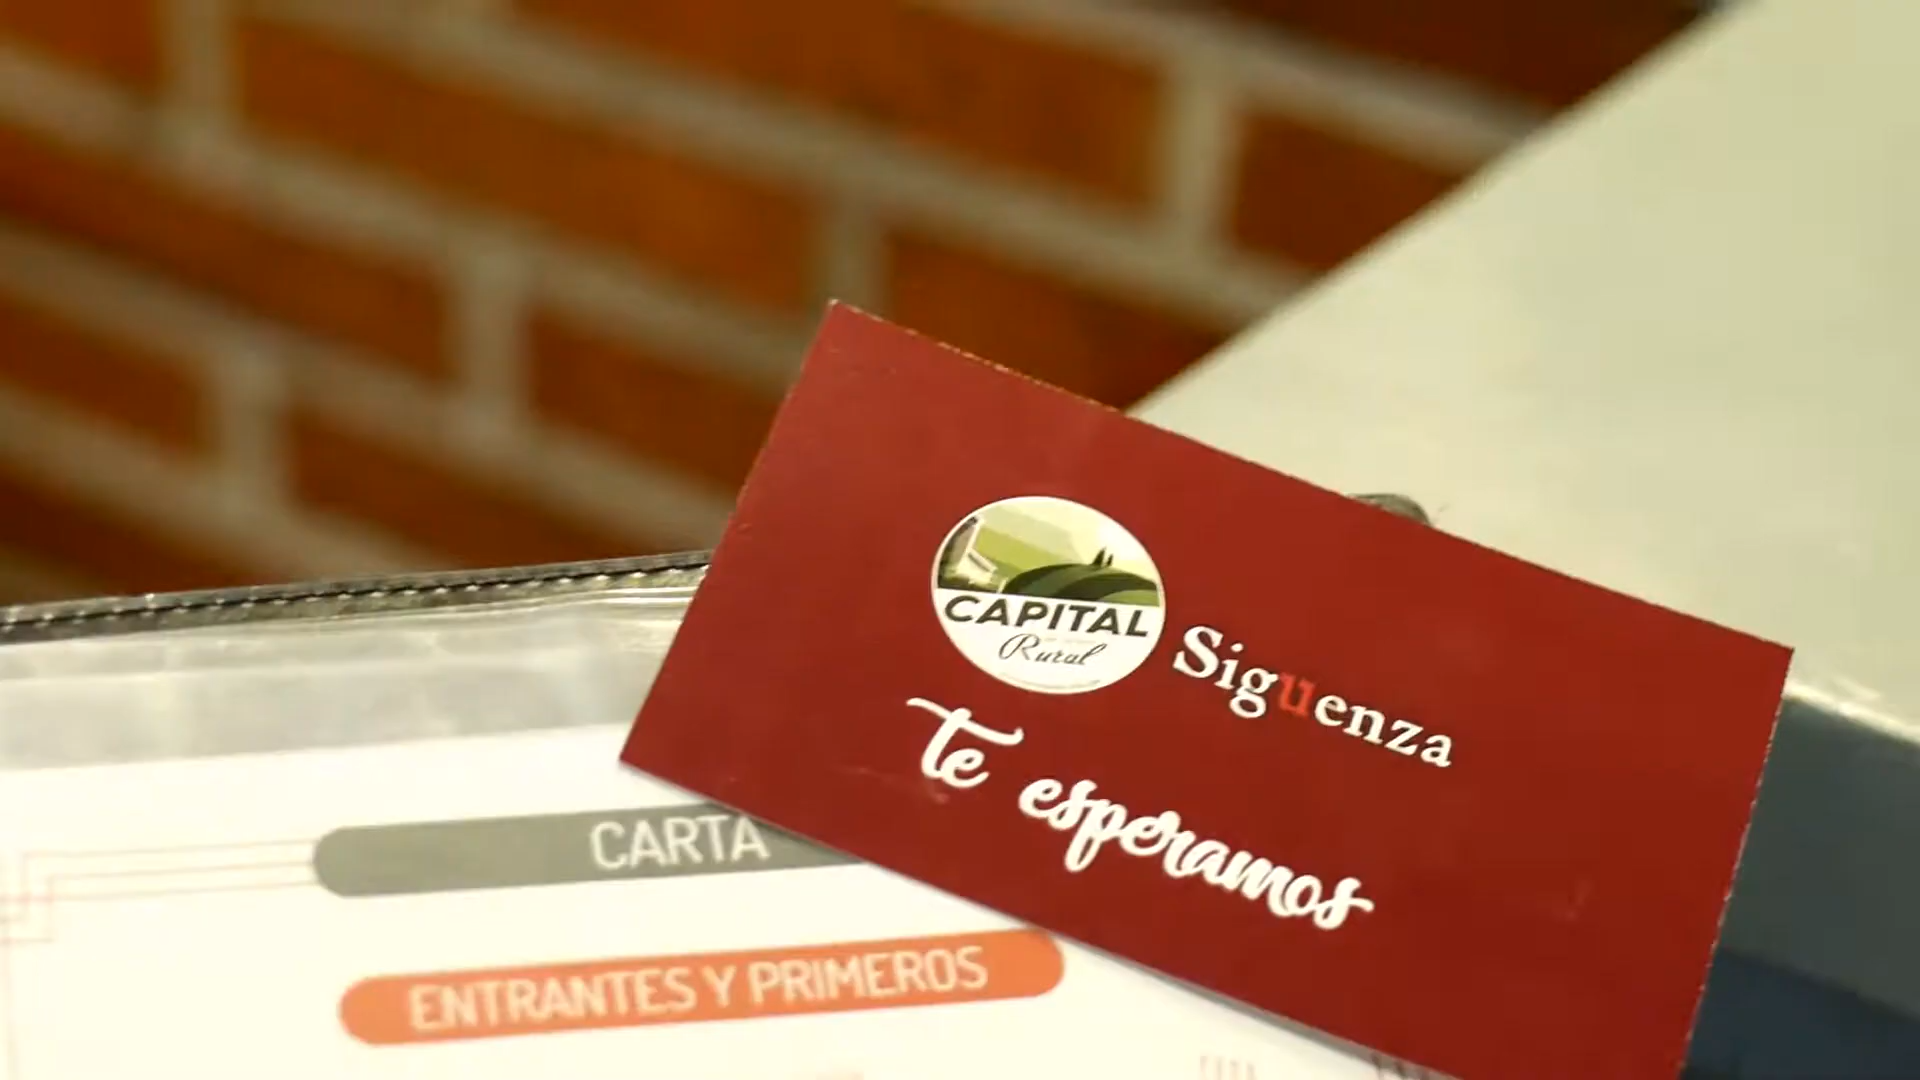 CAPITAL
Rural
Siguenza
te esperamos
CARTA
ENTRANTES Y PRIMEROS